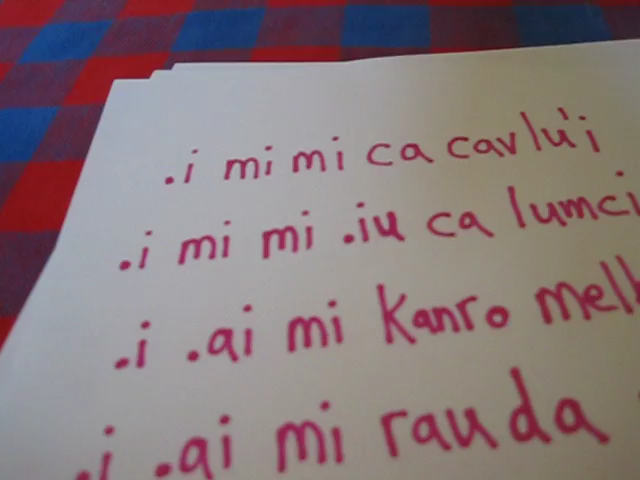 .i mi mi ca cavlu'i
.i mi mi .iu ca lumci
.i .ai mi kanro
.i .ai mi rauda